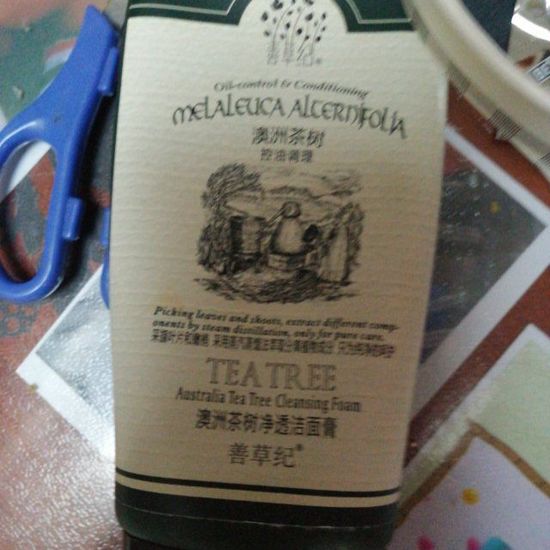 善草纪®
Oil-control & Conditioning
MELALEUCA ALTERNIFOLIA
澳洲茶树
控油调理
Picking leaves and shoots, extract different comp-
onents by steam distillation, only for pure care.
TEA TREE
Australia Tea Tree Cleansing Foam
澳洲茶树净透洁面膏
善草纪®